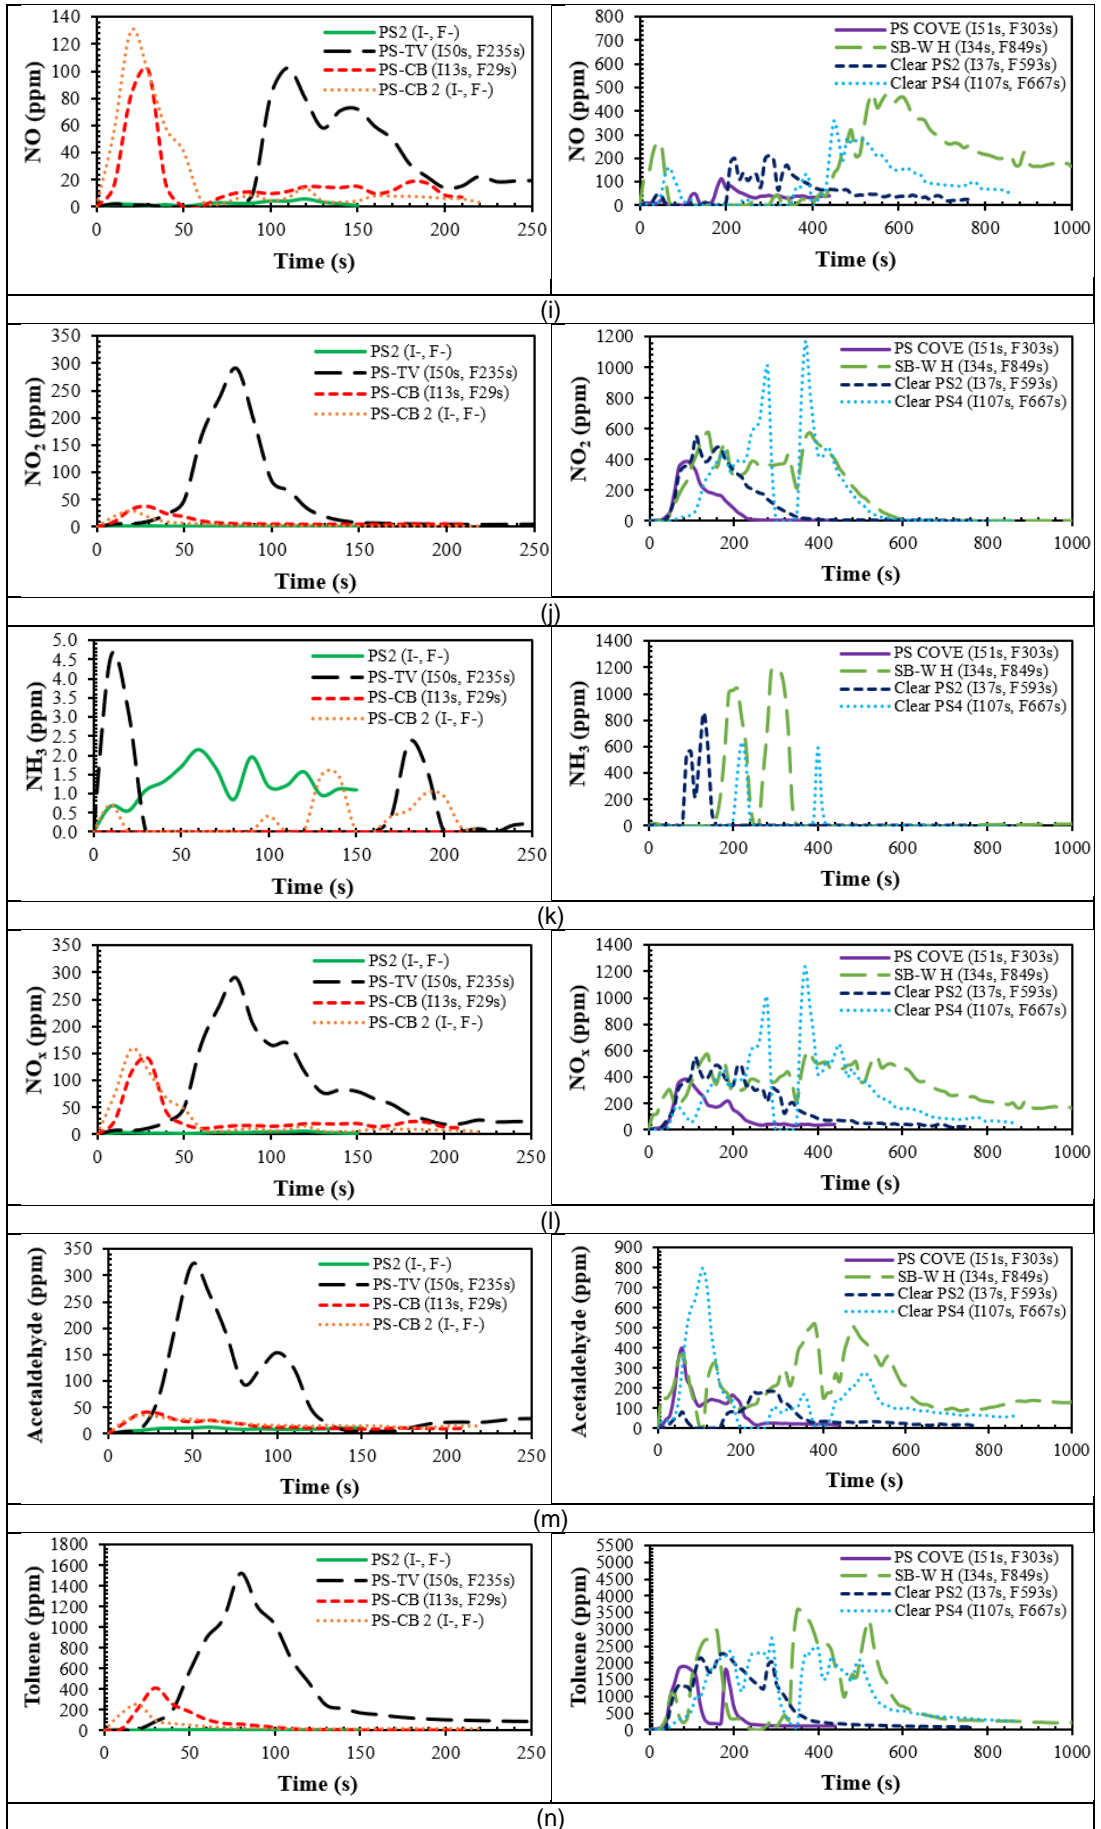 140
120
100
80
60
40
20
0
NO (ppm)
PS2 (I-, F-)
PS-TV (I50s, F235s)
PS-CB (I13s, F29s)
PS-CB 2 (I-, F-)
0 50 100 150 200 250
Time (s)
800
700
600
500
400
300
200
100
0
NO (ppm)
PS COVE (I51s, F303s)
SB-W H (I34s, F849s)
Clear PS2 (I37s, F593s)
Clear PS4 (I107s, F667s)
0 200 400 600 800 1000
Time (s)
(i)
350
300
250
200
150
100
50
0
NO₂ (ppm)
PS2 (I-, F-)
PS-TV (I50s, F235s)
PS-CB (I13s, F29s)
PS-CB 2 (I-, F-)
0 50 100 150 200 250
Time (s)
1200
1000
800
600
400
200
0
NO₂ (ppm)
PS COVE (I51s, F303s)
SB-W H (I34s, F849s)
Clear PS2 (I37s, F593s)
Clear PS4 (I107s, F667s)
0 200 400 600 800 1000
Time (s)
(j)
5.0
4.5
4.0
3.5
3.0
2.5
2.0
1.5
1.0
0.5
0.0
NH₃ (ppm)
PS2 (I-, F-)
PS-TV (I50s, F235s)
PS-CB (I13s, F29s)
PS-CB 2 (I-, F-)
0 50 100 150 200 250
Time (s)
1400
1200
1000
800
600
400
200
0
NH₃ (ppm)
PS COVE (I51s, F303s)
SB-W H (I34s, F849s)
Clear PS2 (I37s, F593s)
Clear PS4 (I107s, F667s)
0 200 400 600 800 1000
Time (s)
(k)
350
300
250
200
150
100
50
0
NOₓ (ppm)
PS2 (I-, F-)
PS-TV (I50s, F235s)
PS-CB (I13s, F29s)
PS-CB 2 (I-, F-)
0 50 100 150 200 250
Time (s)
1400
1200
1000
800
600
400
200
0
NOₓ (ppm)
PS COVE (I51s, F303s)
SB-W H (I34s, F849s)
Clear PS2 (I37s, F593s)
Clear PS4 (I107s, F667s)
0 200 400 600 800 1000
Time (s)
(l)
350
300
250
200
150
100
50
0
Acetaldehyde (ppm)
PS2 (I-, F-)
PS-TV (I50s, F235s)
PS-CB (I13s, F29s)
PS-CB 2 (I-, F-)
0 50 100 150 200 250
Time (s)
900
800
700
600
500
400
300
200
100
0
Acetaldehyde (ppm)
PS COVE (I51s, F303s)
SB-W H (I34s, F849s)
Clear PS2 (I37s, F593s)
Clear PS4 (I107s, F667s)
0 200 400 600 800 1000
Time (s)
(m)
1800
1600
1400
1200
1000
800
600
400
200
0
Toluene (ppm)
PS2 (I-, F-)
PS-TV (I50s, F235s)
PS-CB (I13s, F29s)
PS-CB 2 (I-, F-)
0 50 100 150 200 250
Time (s)
5500
5000
4500
4000
3500
3000
2500
2000
1500
1000
500
0
Toluene (ppm)
PS COVE (I51s, F303s)
SB-W H (I34s, F849s)
Clear PS2 (I37s, F593s)
Clear PS4 (I107s, F667s)
0 200 400 600 800 1000
Time (s)
(n)